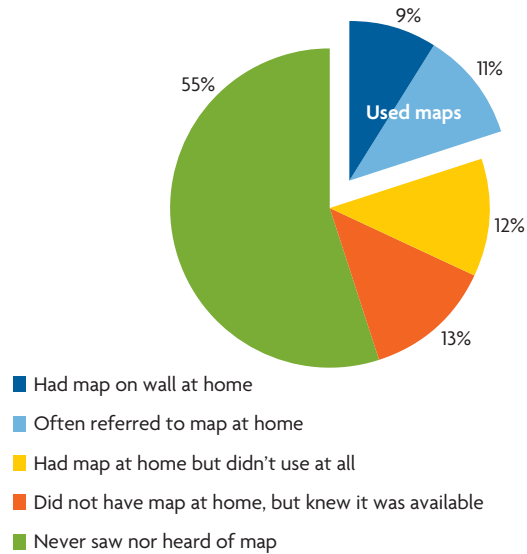 9%
11%
55%
Used maps
12%
13%
Had map on wall at home
Often referred to map at home
Had map at home but didn't use at all
Did not have map at home, but knew it was available
Never saw nor heard of map